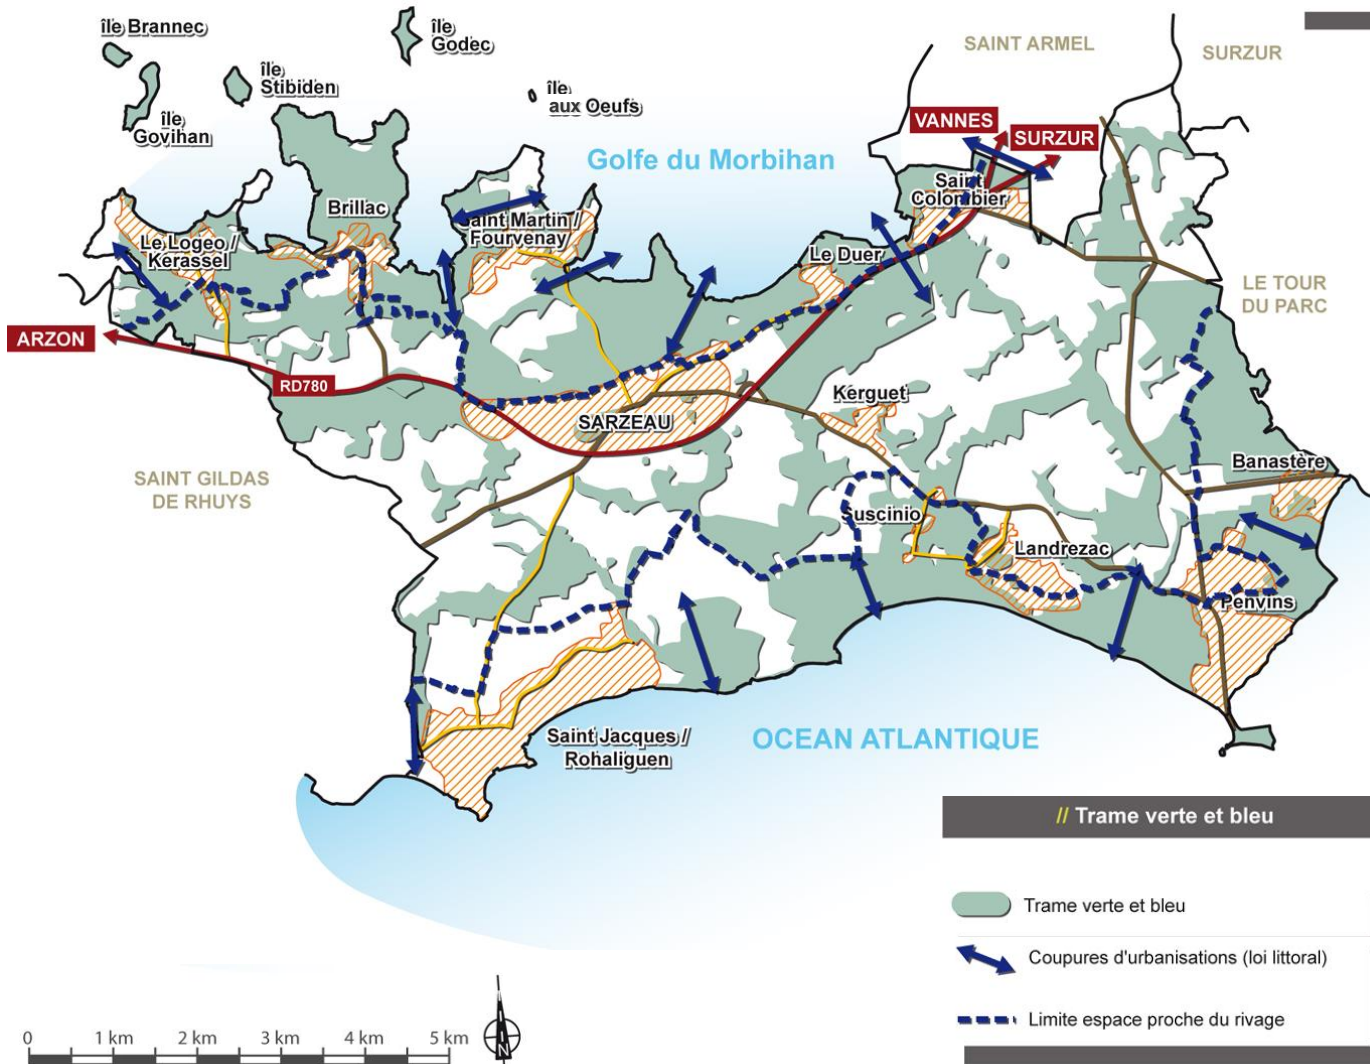 île Brannec
île
Godec
SAINT ARMEL
SURZUR
île
Stibiden
île
aux Oeufs
île
Govihan
VANNES
SURZUR
Golfe du Morbihan
Saint
Colombier
Brillac
Saint Martin /
Fourvenay
Le Logeo /
Kerassel
Le Duer
LE TOUR
DU PARC
ARZON
RD780
Kerguet
SARZEAU
SAINT GILDAS
DE RHUYS
Banastère
Suscinio
Landrezac
Penvins
Saint Jacques /
Rohaliguen
OCEAN ATLANTIQUE
// Trame verte et bleu
Trame verte et bleu
Coupures d'urbanisations (loi littoral)
Limite espace proche du rivage
0 1 km 2 km 3 km 4 km 5 km
N